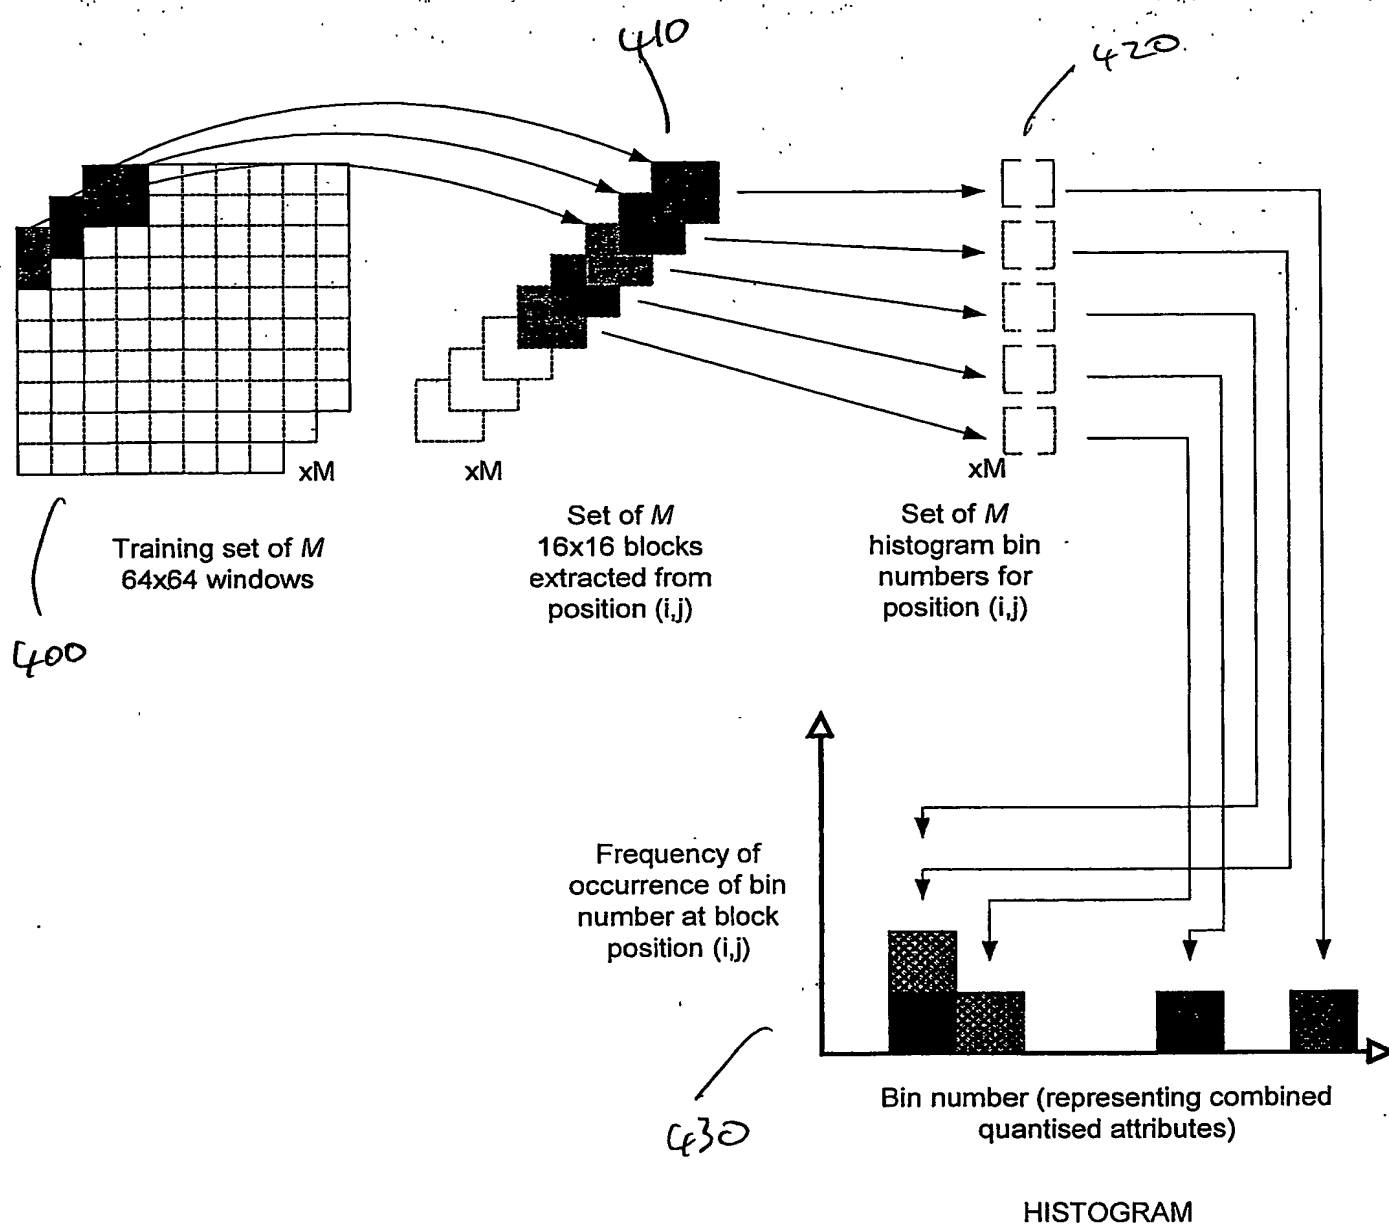 410
420
xM
xM
xM
Training set of M
64x64 windows
Set of M
16x16 blocks
extracted from
position (i,j)
Set of M
histogram bin
numbers for
position (i,j)
400
Frequency of
occurrence of bin
number at block
position (i,j)
430
Bin number (representing combined
quantised attributes)
HISTOGRAM